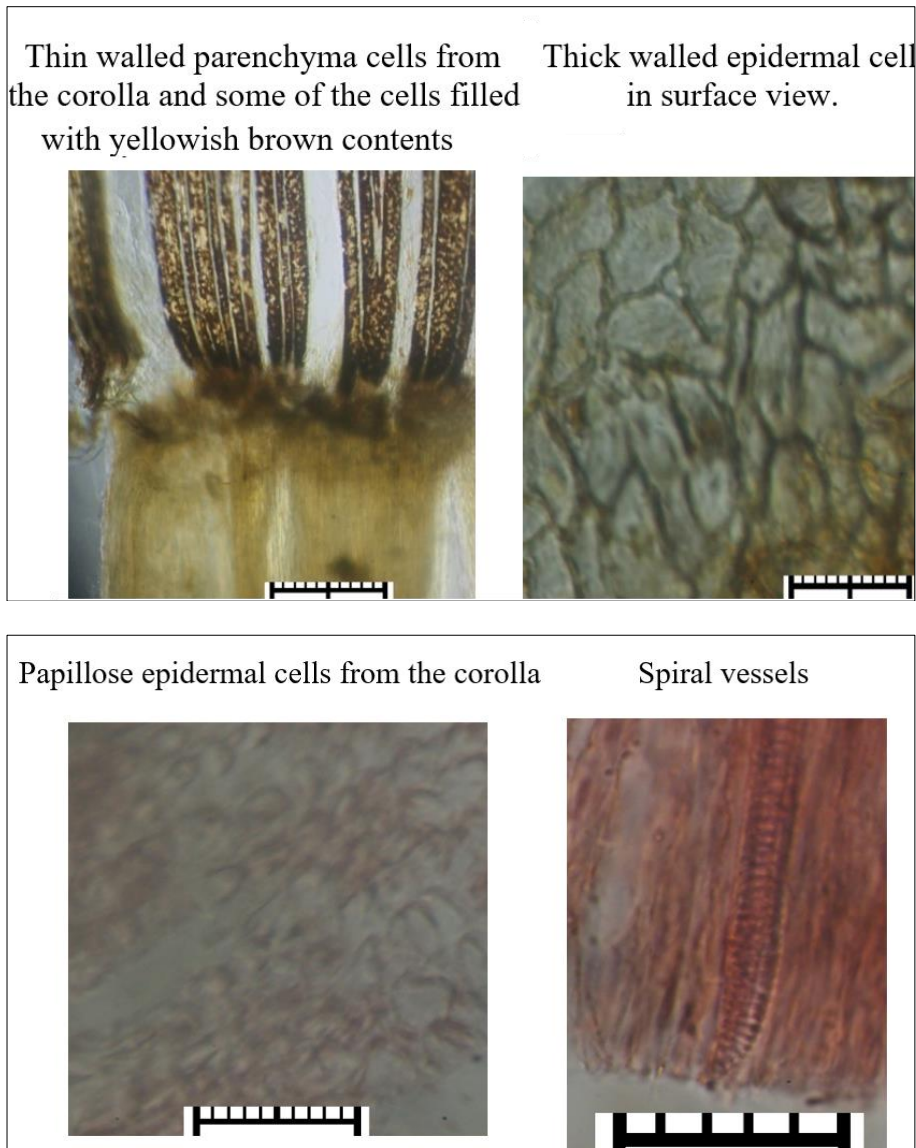 Thin walled parenchyma cells from
the corolla and some of the cells filled
with yellowish brown contents
Thick walled epidermal cell
in surface view.
Papillose epidermal cells from the corolla
Spiral vessels